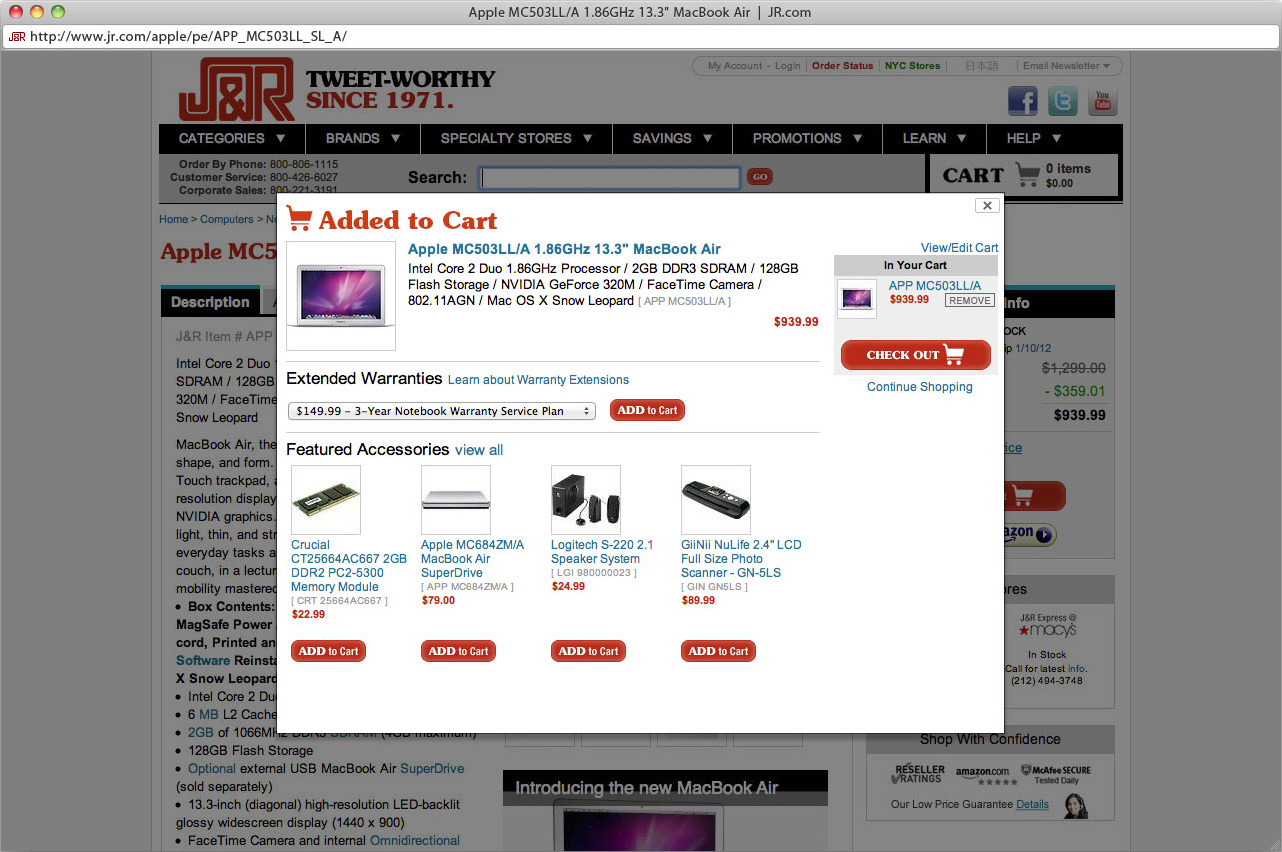 Apple MC503LL/A 1.86GHz 13.3" MacBook Air | JR.com
J&R http://www.jr.com/apple/pe/APP_MC503LL_SL_A/
J&R
TWEET-WORTHY
SINCE 1971.
My Account - Login | Order Status | NYC Stores | 日本語 | Email Newsletter
You Tube
CATEGORIES BRANDS SPECIALTY STORES SAVINGS PROMOTIONS LEARN HELP
Order By Phone: 800-806-1115
Customer Service: 800-426-6027
Corporate Sales: 800-221-3191
Search:
GO
CART
0 items
$0.00
Home > Computers > No
Apple MC5
Description
J&R Item # APP
Intel Core 2 Duo
SDRAM / 128GB
320M / FaceTime
Snow Leopard
MacBook Air, the
shape, and form.
Touch trackpad, a
resolution display
NVIDIA graphics.
light, thin, and str
everyday tasks a
couch, in a lectur
mobility mastered
• Box Contents:
MagSafe Power
cord, Printed an
Software Reinsta
X Snow Leopard
• Intel Core 2 Du
• 6 MB L2 Cache
• 2GB of 1066MHz DDR3 SDRAM (4GB maximum)
• 128GB Flash Storage
• Optional external USB MacBook Air SuperDrive
(sold separately)
• 13.3-inch (diagonal) high-resolution LED-backlit
glossy widescreen display (1440 x 900)
• FaceTime Camera and internal Omnidirectional
Added to Cart
Apple MC503LL/A 1.86GHz 13.3" MacBook Air
Intel Core 2 Duo 1.86GHz Processor / 2GB DDR3 SDRAM / 128GB
Flash Storage / NVIDIA GeForce 320M / FaceTime Camera /
802.11AGN / Mac OS X Snow Leopard [ APP MC503LL/A ]
$939.99
Extended Warranties Learn about Warranty Extensions
$149.99 – 3-Year Notebook Warranty Service Plan
ADD to Cart
Featured Accessories view all
Crucial
CT25664AC667 2GB
DDR2 PC2-5300
Memory Module
[ CRT 25664AC667 ]
$22.99
ADD to Cart
Apple MC684ZM/A
MacBook Air
SuperDrive
[ APP MC684ZM/A ]
$79.00
ADD to Cart
Logitech S-220 2.1
Speaker System
[ LGI 980000023 ]
$24.99
ADD to Cart
GiiNii NuLife 2.4" LCD
Full Size Photo
Scanner - GN-5LS
[ GIN GN5LS ]
$89.99
ADD to Cart
View/Edit Cart
In Your Cart
APP MC503LL/A
$939.99
REMOVE
CHECK OUT
Continue Shopping
Info
OCK
ip 1/10/12
$1,299.00
- $359.01
$939.99
ice
azon
ores
J&R Express @
macys
In Stock
Call for latest info.
(212) 494-3748
Introducing the new MacBook Air
Shop With Confidence
RESELLER
RATINGS
amazon.com
McAfee SECURE
Tested Daily
Our Low Price Guarantee Details